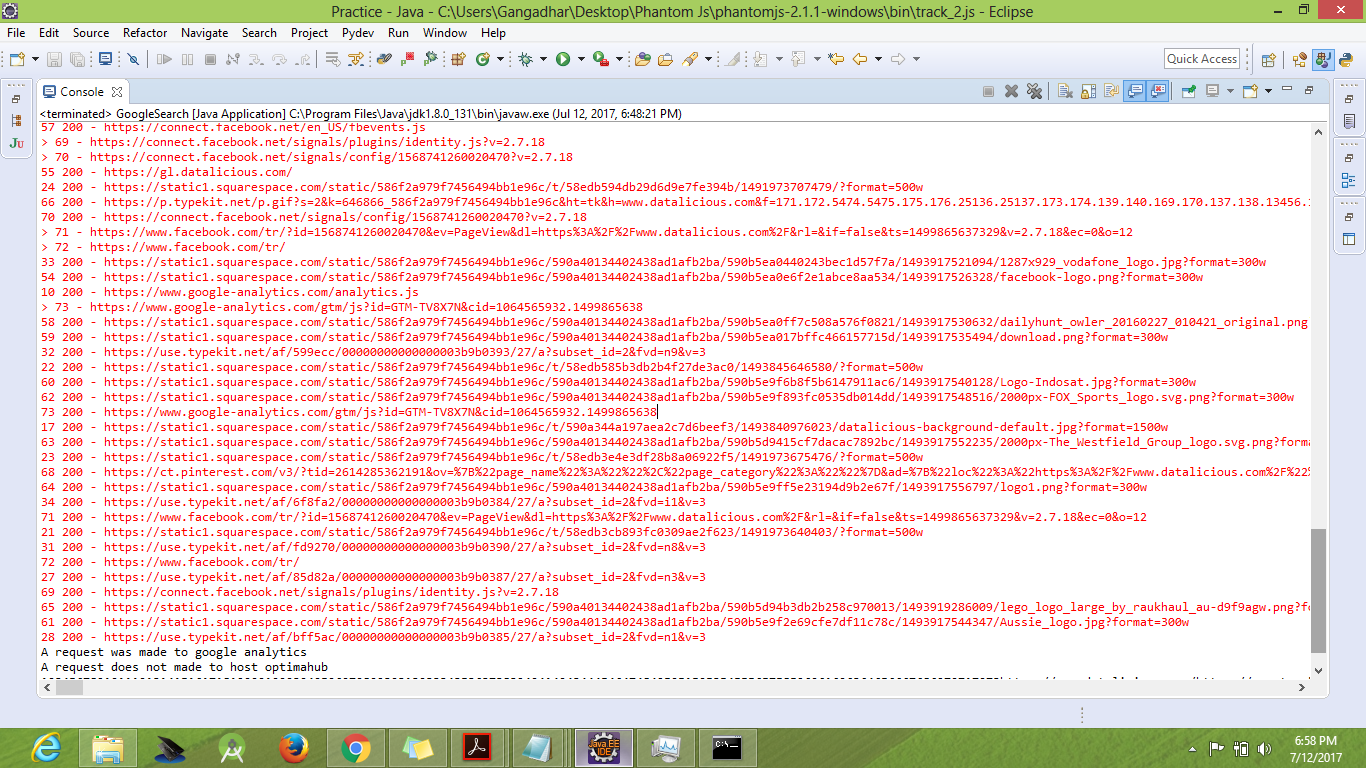 Practice - Java - C:\Users\Gangadhar\Desktop\Phantom Js\phantomjs-2.1.1-windows\bin\track_2.js - Eclipse
File Edit Source Refactor Navigate Search Project Pydev Run Window Help
Quick Access
Console
<terminated> GoogleSearch [Java Application] C:\Program Files\Java\jdk1.8.0_131\bin\javaw.exe (Jul 12, 2017, 6:48:21 PM)
57 200 - https://connect.facebook.net/en_US/fbevents.js
> 69 - https://connect.facebook.net/signals/plugins/identity.js?v=2.7.18
> 70 - https://connect.facebook.net/signals/config/1568741260020470?v=2.7.18
55 200 - https://gl.datalicious.com/
24 200 - https://static1.squarespace.com/static/586f2a979f7456494bb1e96c/t/58edb594db29d6d9e7fe394b/1491973707479/?format=500w
66 200 - https://p.typekit.net/p.gif?s=2&k=646866_586f2a979f7456494bb1e96c&ht=tk&h=www.datalicious.com&f=171.172.5474.5475.175.176.25136.25137.173.174.139.140.169.170.137.138.13456.
70 200 - https://connect.facebook.net/signals/config/1568741260020470?v=2.7.18
> 71 - https://www.facebook.com/tr/?id=1568741260020470&ev=PageView&dl=https%3A%2F%2Fwww.datalicious.com%2F&rl=&if=false&ts=1499865637329&v=2.7.18&ec=0&o=12
> 72 - https://www.facebook.com/tr/
33 200 - https://static1.squarespace.com/static/586f2a979f7456494bb1e96c/590a40134402438ad1afb2ba/590b5ea0440243bec1d57f7a/1493917521094/1287x929_vodafone_logo.jpg?format=300w
54 200 - https://static1.squarespace.com/static/586f2a979f7456494bb1e96c/590a40134402438ad1afb2ba/590b5ea0e6f2e1abce8aa534/1493917526328/facebook-logo.png?format=300w
10 200 - https://www.google-analytics.com/analytics.js
> 73 - https://www.google-analytics.com/gtm/js?id=GTM-TV8X7N&cid=1064565932.1499865638
58 200 - https://static1.squarespace.com/static/586f2a979f7456494bb1e96c/590a40134402438ad1afb2ba/590b5ea0ff7c508a576f0821/1493917530632/dailyhunt_owler_20160227_010421_original.png
59 200 - https://static1.squarespace.com/static/586f2a979f7456494bb1e96c/590a40134402438ad1afb2ba/590b5ea017bffc466157715d/1493917535494/download.png?format=300w
32 200 - https://use.typekit.net/af/599ecc/00000000000000003b9b0393/27/a?subset_id=2&fvd=n9&v=3
22 200 - https://static1.squarespace.com/static/586f2a979f7456494bb1e96c/t/58edb585b3db2b4f27de3ac0/1493845646580/?format=500w
60 200 - https://static1.squarespace.com/static/586f2a979f7456494bb1e96c/590a40134402438ad1afb2ba/590b5e9f6b8f5b6147911ac6/1493917540128/Logo-Indosat.jpg?format=300w
62 200 - https://static1.squarespace.com/static/586f2a979f7456494bb1e96c/590a40134402438ad1afb2ba/590b5e9f893fc0535db014dd/1493917548516/2000px-FOX_Sports_logo.svg.png?format=300w
73 200 - https://www.google-analytics.com/gtm/js?id=GTM-TV8X7N&cid=1064565932.1499865638
17 200 - https://static1.squarespace.com/static/586f2a979f7456494bb1e96c/t/590a344a197aea2c7d6beef3/1493840976023/datalicious-background-default.jpg?format=1500w
63 200 - https://static1.squarespace.com/static/586f2a979f7456494bb1e96c/590a40134402438ad1afb2ba/590b5d9415cf7dacac7892bc/1493917552235/2000px-The_Westfield_Group_logo.svg.png?forma
23 200 - https://static1.squarespace.com/static/586f2a979f7456494bb1e96c/t/58edb3e4e3df28b8a06922f5/1491973675476/?format=500w
68 200 - https://ct.pinterest.com/v3/?tid=2614285362191&ov=%7B%22page_name%22%3A%22%22%2C%22page_category%22%3A%22%22%7D&ad=%7B%22loc%22%3A%22https%3A%2F%2Fwww.datalicious.com%2F%22%
64 200 - https://static1.squarespace.com/static/586f2a979f7456494bb1e96c/590a40134402438ad1afb2ba/590b5e9ff5e23194d9b2e67f/1493917556797/logo1.png?format=300w
34 200 - https://use.typekit.net/af/6f8fa2/00000000000000003b9b0384/27/a?subset_id=2&fvd=i1&v=3
71 200 - https://www.facebook.com/tr/?id=1568741260020470&ev=PageView&dl=https%3A%2F%2Fwww.datalicious.com%2F&rl=&if=false&ts=1499865637329&v=2.7.18&ec=0&o=12
21 200 - https://static1.squarespace.com/static/586f2a979f7456494bb1e96c/t/58edb3cb893fc0309ae2f623/1491973640403/?format=500w
31 200 - https://use.typekit.net/af/fd9270/00000000000000003b9b0390/27/a?subset_id=2&fvd=n8&v=3
72 200 - https://www.facebook.com/tr/
27 200 - https://use.typekit.net/af/85d82a/00000000000000003b9b0387/27/a?subset_id=2&fvd=n3&v=3
69 200 - https://connect.facebook.net/signals/plugins/identity.js?v=2.7.18
65 200 - https://static1.squarespace.com/static/586f2a979f7456494bb1e96c/590a40134402438ad1afb2ba/590b5d94b3db2b258c970013/1493919286009/lego_logo_large_by_raukhaul_au-d9f9agw.png?fo
61 200 - https://static1.squarespace.com/static/586f2a979f7456494bb1e96c/590a40134402438ad1afb2ba/590b5e9f2e69cfe7df11c78c/1493917544347/Aussie_logo.jpg?format=300w
28 200 - https://use.typekit.net/af/bff5ac/00000000000000003b9b0385/27/a?subset_id=2&fvd=n1&v=3
A request was made to google analytics
A request does not made to host optimahub
Java EE
IDE
6:58 PM
7/12/2017